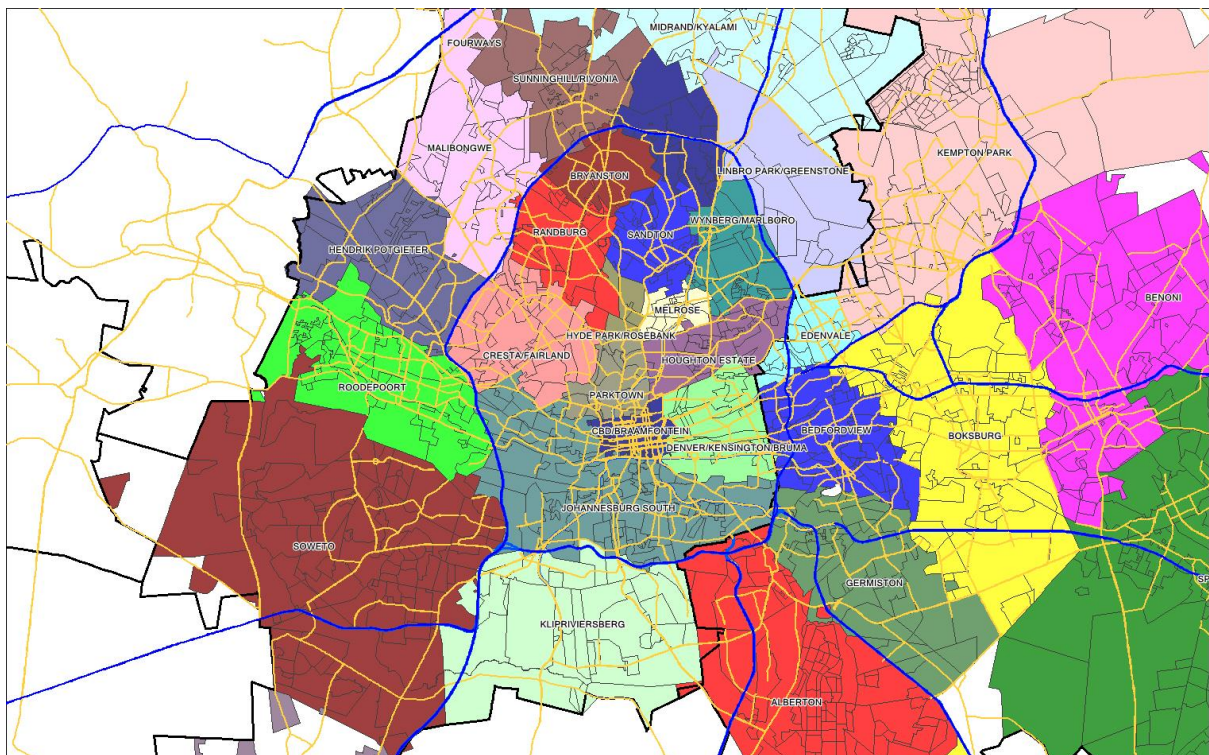 MIDRAND/KYALAMI
FOURWAYS
SUNNINGHILL/RIVONIA
MALIBONGWE
KEMPTON PARK
LINBRO PARK/GREENSTONE
BRYANSTON
WYNBERG/MARLBORO
RANDBURG
SANDTON
HENDRIK POTGIETER
BENONI
MELROSE
HYDE PARK/ROSEBANK
EDENVALE
CRESTA/FAIRLAND
HOUGHTON ESTATE
ROODEPOORT
PARKTOWN
CBD/BRAAMFONTEIN
BEDFORDVIEW
BOKSBURG
DENVER/KENSINGTON/BRUMA
JOHANNESBURG SOUTH
SOWETO
SP
GERMISTON
KLIPRIVIERSBERG
ALBERTON